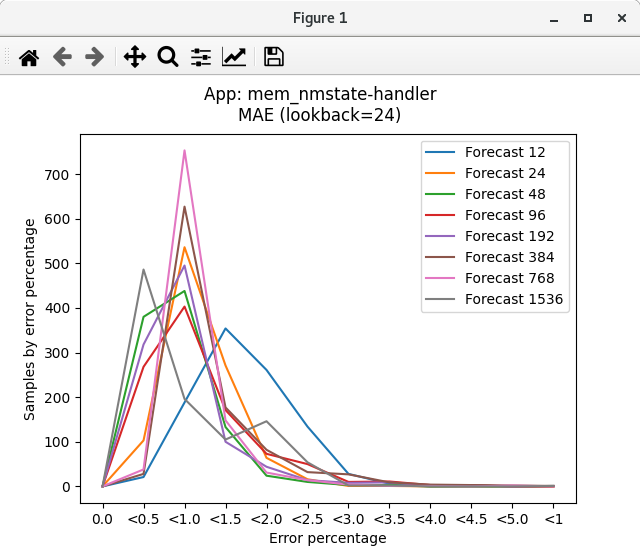 Figure 1
App: mem_nmstate-handler
MAE (lookback=24)
Samples by error percentage
700
600
500
400
300
200
100
0
Forecast 12
Forecast 24
Forecast 48
Forecast 96
Forecast 192
Forecast 384
Forecast 768
Forecast 1536
0.0 <0.5 <1.0 <1.5 <2.0 <2.5 <3.0 <3.5 <4.0 <4.5 <5.0 <1
Error percentage